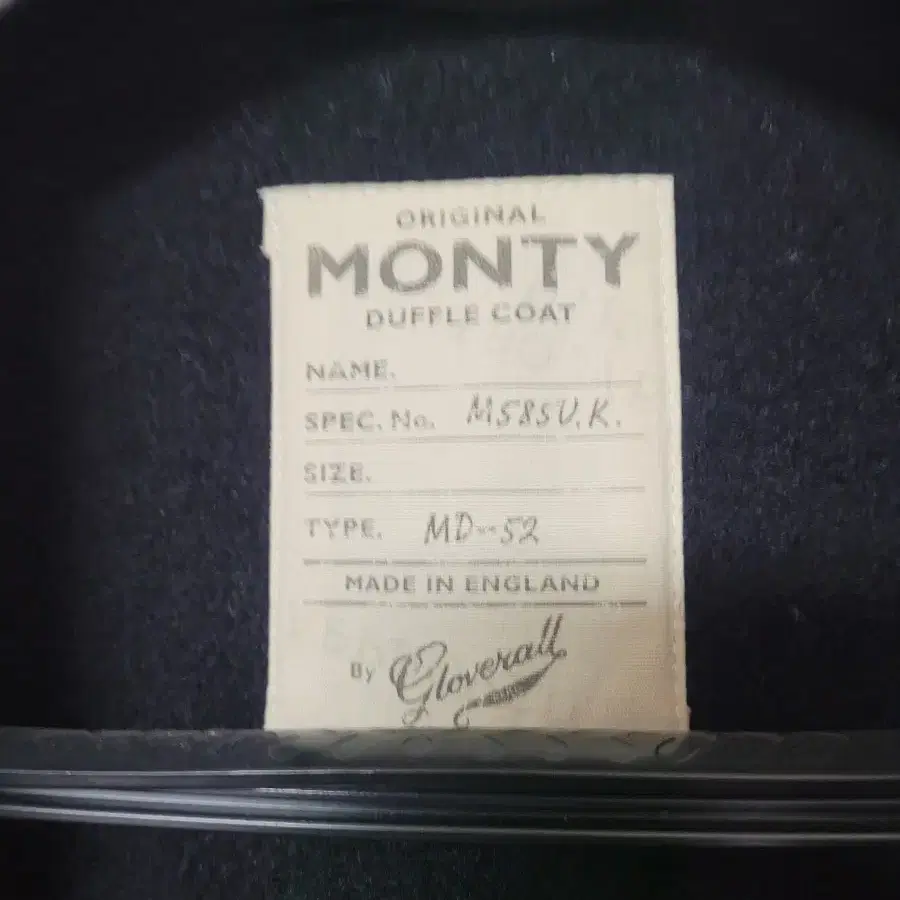 ORIGINAL
MONTY
DUFFLE COAT
NAME.
SPEC. No. M585U.K.
SIZE.
TYPE. MD--52
MADE IN ENGLAND
By Gloverall